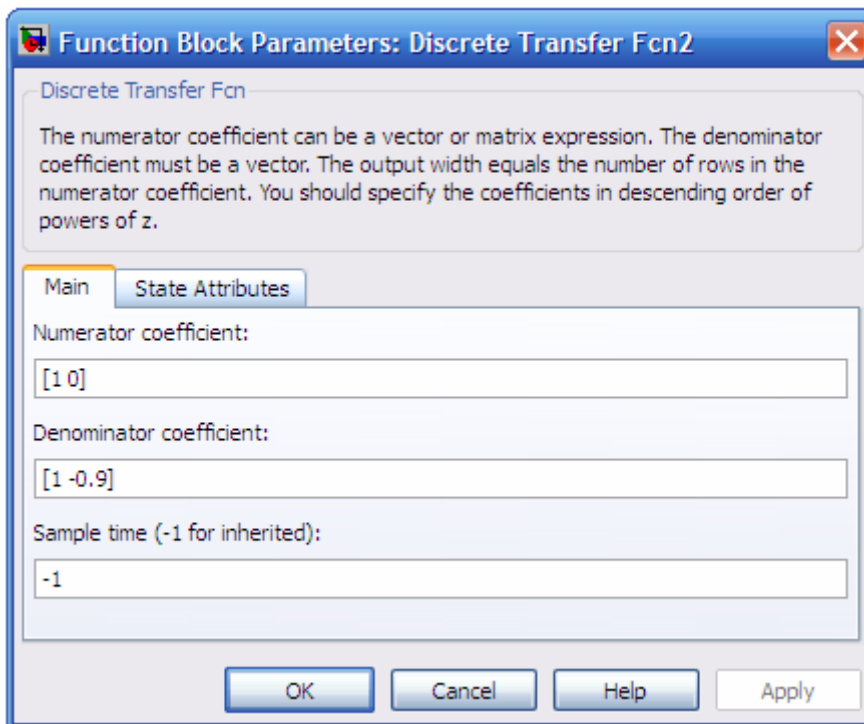 Function Block Parameters: Discrete Transfer Fcn2
Discrete Transfer Fcn
The numerator coefficient can be a vector or matrix expression. The denominator
coefficient must be a vector. The output width equals the number of rows in the
numerator coefficient. You should specify the coefficients in descending order of
powers of z.
Main State Attributes
Numerator coefficient:
[1 0]
Denominator coefficient:
[1 -0.9]
Sample time (-1 for inherited):
-1
OK Cancel Help Apply